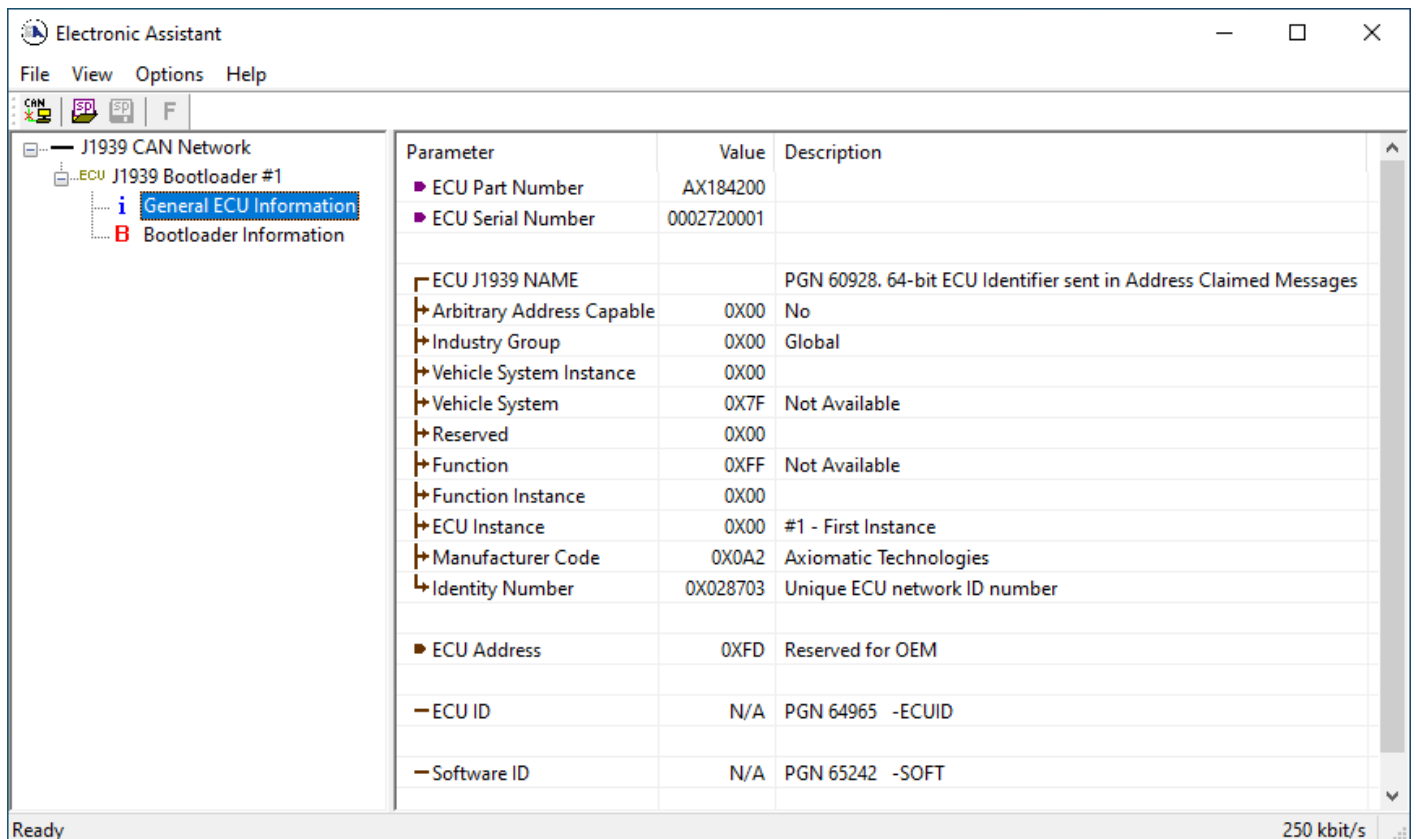 Electronic Assistant
File View Options Help
CAN SP SP F
J1939 CAN Network
ECU J1939 Bootloader #1
i General ECU Information
B Bootloader Information
Parameter Value Description
ECU Part Number AX184200
ECU Serial Number 0002720001
ECU J1939 NAME PGN 60928. 64-bit ECU Identifier sent in Address Claimed Messages
Arbitrary Address Capable 0X00 No
Industry Group 0X00 Global
Vehicle System Instance 0X00
Vehicle System 0X7F Not Available
Reserved 0X00
Function 0XFF Not Available
Function Instance 0X00
ECU Instance 0X00 #1 - First Instance
Manufacturer Code 0X0A2 Axiomatic Technologies
Identity Number 0X028703 Unique ECU network ID number
ECU Address 0XFD Reserved for OEM
ECU ID N/A PGN 64965 -ECUID
Software ID N/A PGN 65242 -SOFT
Ready 250 kbit/s